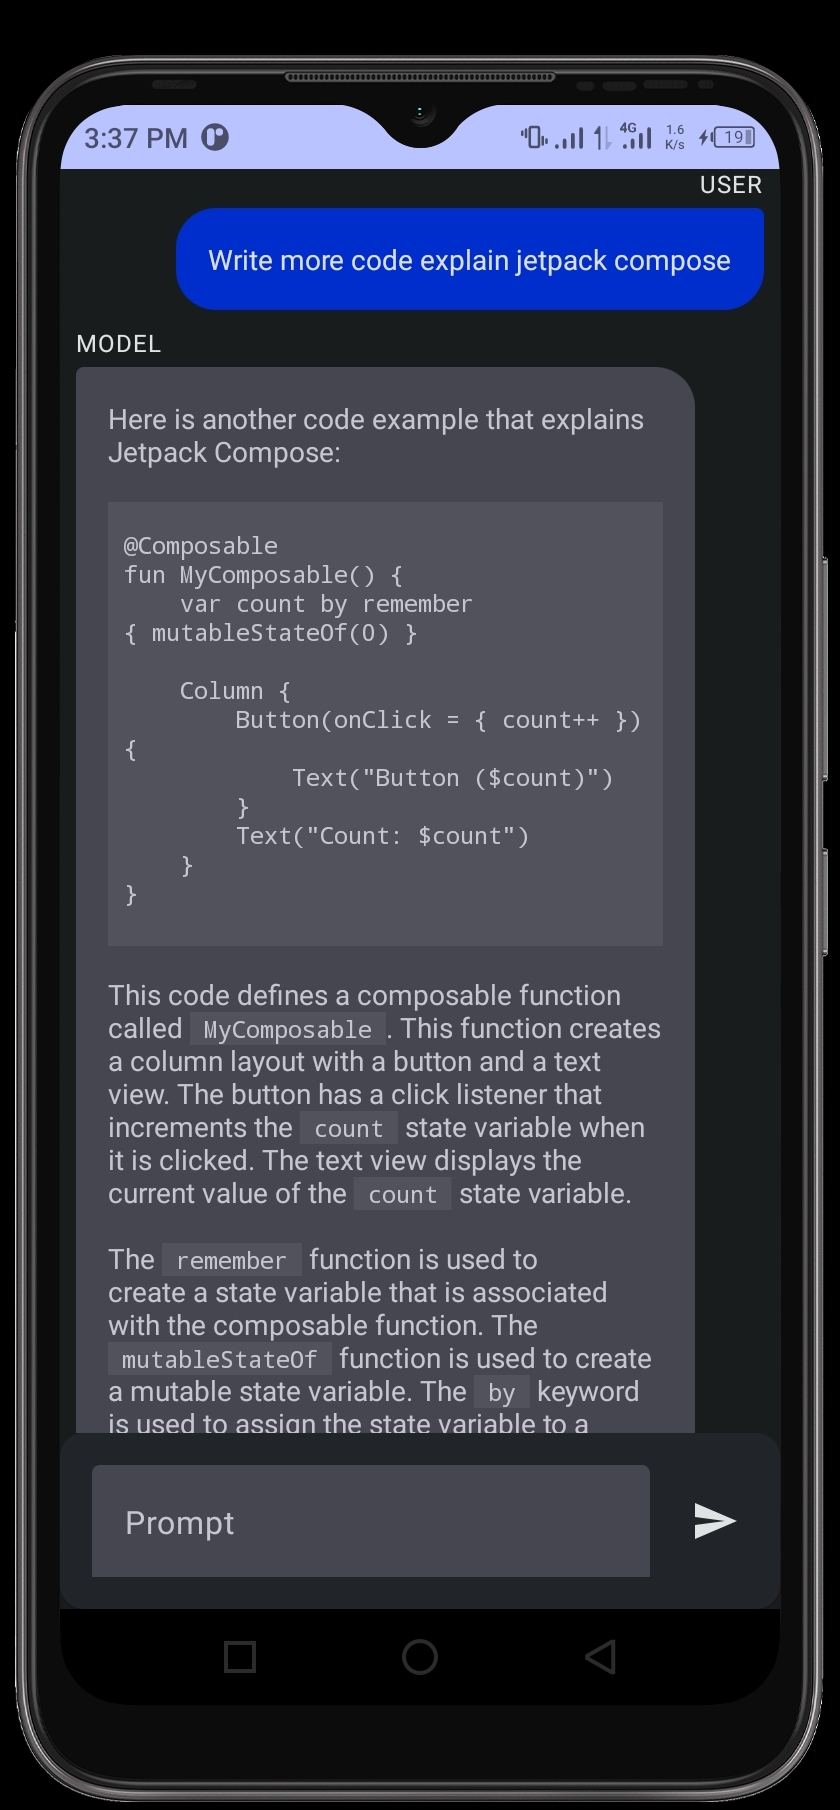 3:37 PM
4G
1.6
K/s
19
USER
Write more code explain jetpack compose
MODEL
Here is another code example that explains
Jetpack Compose:
@Composable
fun MyComposable() {
    var count by remember
{ mutableStateOf(0) }
    Column {
        Button(onClick = { count++ })
{
            Text("Button ($count)")
        }
        Text("Count: $count")
    }
}
This code defines a composable function
called MyComposable . This function creates
a column layout with a button and a text
view. The button has a click listener that
increments the count state variable when
it is clicked. The text view displays the
current value of the count state variable.
The remember function is used to
create a state variable that is associated
with the composable function. The
mutableStateOf function is used to create
a mutable state variable. The by keyword
is used to assign the state variable to a
Prompt